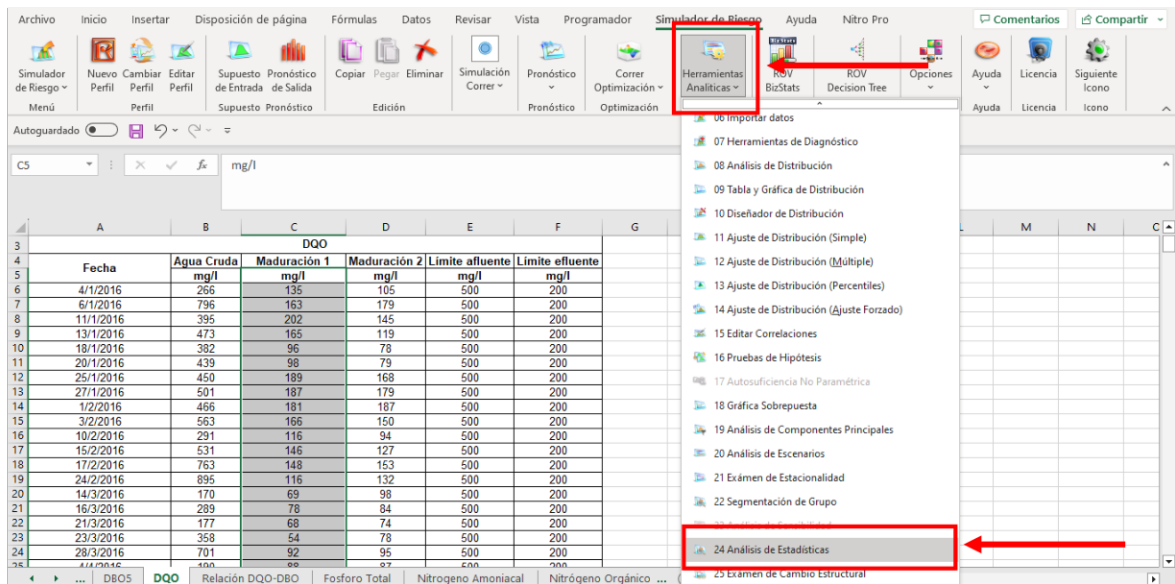 Archivo Inicio Insertar Disposición de página Fórmulas Datos Revisar Vista Programador Simulador de Riesgo Ayuda Nitro Pro Comentarios Compartir
Simulador de Riesgo Nuevo Perfil Cambiar Perfil Editar Perfil Supuesto de Entrada Pronóstico de Salida Copiar Pegar Eliminar Simulación Correr Pronóstico Correr Optimización Herramientas Analíticas ROV BizStats ROV Decision Tree Opciones Ayuda Licencia Siguiente Icono
Menú Perfil Supuesto Pronóstico Edición Pronóstico Optimización Ayuda Licencia Icono
Autoguardado
C5 fx mg/l
06 Importar datos
07 Herramientas de Diagnóstico
08 Análisis de Distribución
09 Tabla y Gráfica de Distribución
10 Diseñador de Distribución
11 Ajuste de Distribución (Simple)
12 Ajuste de Distribución (Múltiple)
13 Ajuste de Distribución (Percentiles)
14 Ajuste de Distribución (Ajuste Forzado)
15 Editar Correlaciones
16 Pruebas de Hipótesis
17 Autosuficiencia No Paramétrica
18 Gráfica Sobrepuesta
19 Análisis de Componentes Principales
20 Análisis de Escenarios
21 Exámen de Estacionalidad
22 Segmentación de Grupo
23 Análisis de Sensibilidad
24 Análisis de Estadísticas
25 Exámen de Cambio Estructural
A B C D E F G L M N
3 DQO
4 Fecha Agua Cruda Maduración 1 Maduración 2 Límite afluente Límite efluente
5 mg/l mg/l mg/l mg/l mg/l
6 4/1/2016 266 135 105 500 200
7 6/1/2016 796 163 179 500 200
8 11/1/2016 395 202 145 500 200
9 13/1/2016 473 165 119 500 200
10 18/1/2016 382 96 78 500 200
11 20/1/2016 439 98 79 500 200
12 25/1/2016 450 189 168 500 200
13 27/1/2016 501 187 179 500 200
14 1/2/2016 466 181 187 500 200
15 3/2/2016 563 166 150 500 200
16 10/2/2016 291 116 94 500 200
17 15/2/2016 531 146 127 500 200
18 17/2/2016 763 148 153 500 200
19 24/2/2016 895 116 132 500 200
20 14/3/2016 170 69 98 500 200
21 16/3/2016 289 78 84 500 200
22 21/3/2016 177 68 74 500 200
23 23/3/2016 358 54 78 500 200
24 28/3/2016 701 92 95 500 200
25 4/4/2016 190 88 87 500 200
... DBO5 DQO Relación DQO-DBO Fosforo Total Nitrogeno Amoniacal Nitrógeno Orgánico ...